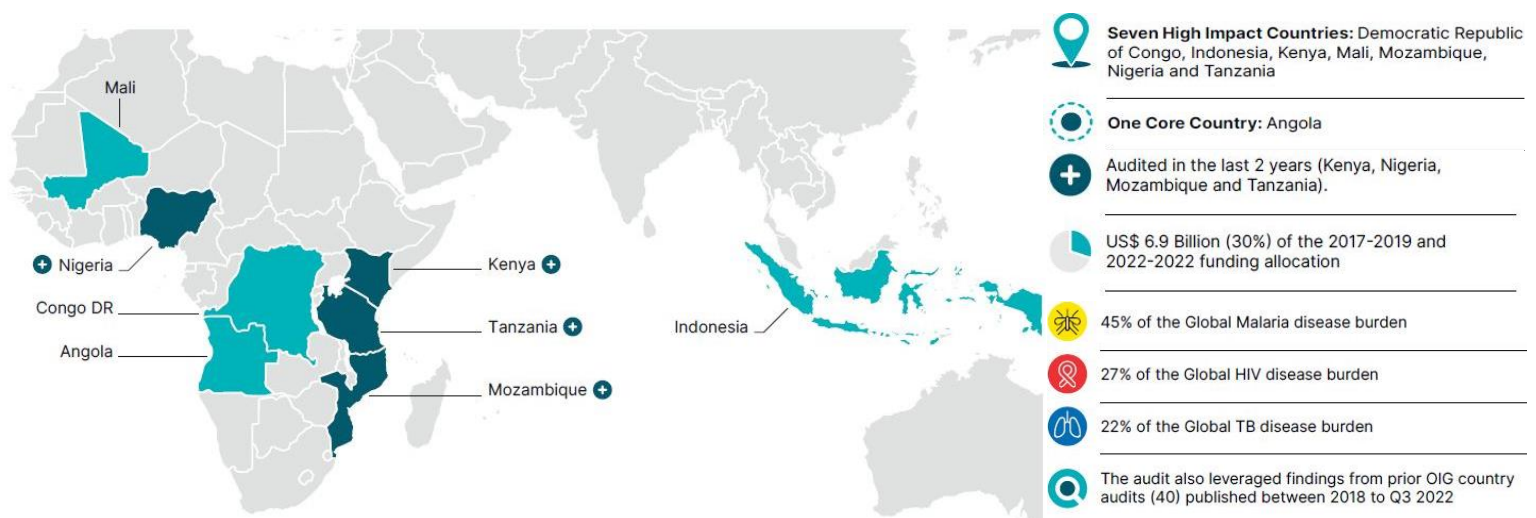 Mali
Nigeria
Congo DR
Angola
Kenya
Tanzania
Mozambique
Indonesia
Seven High Impact Countries: Democratic Republic
of Congo, Indonesia, Kenya, Mali, Mozambique,
Nigeria and Tanzania
One Core Country: Angola
Audited in the last 2 years (Kenya, Nigeria,
Mozambique and Tanzania).
US$ 6.9 Billion (30%) of the 2017-2019 and
2022-2022 funding allocation
45% of the Global Malaria disease burden
27% of the Global HIV disease burden
22% of the Global TB disease burden
The audit also leveraged findings from prior OIG country
audits (40) published between 2018 to Q3 2022